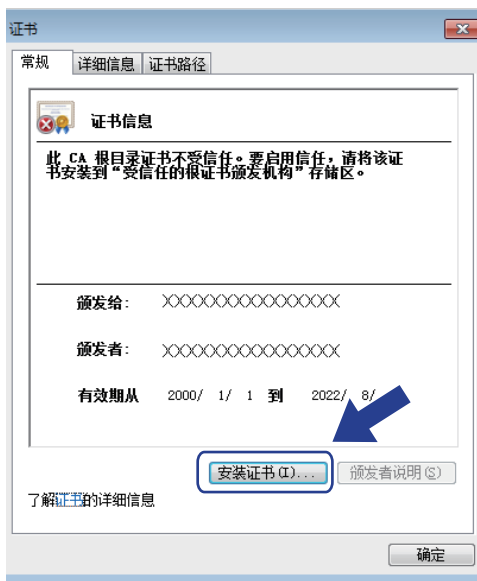 证书
常规 详细信息 证书路径
证书信息
此 CA 根目录证书不受信任。要启用信任，请将该证
书安装到“受信任的根证书颁发机构”存储区。
颁发给: XXXXXXXXXXXXXXXX
颁发者: XXXXXXXXXXXXXXXX
有效期从 2000/ 1/ 1 到 2022/ 8/
安装证书(I)... 颁发者说明(S)
了解证书的详细信息
确定